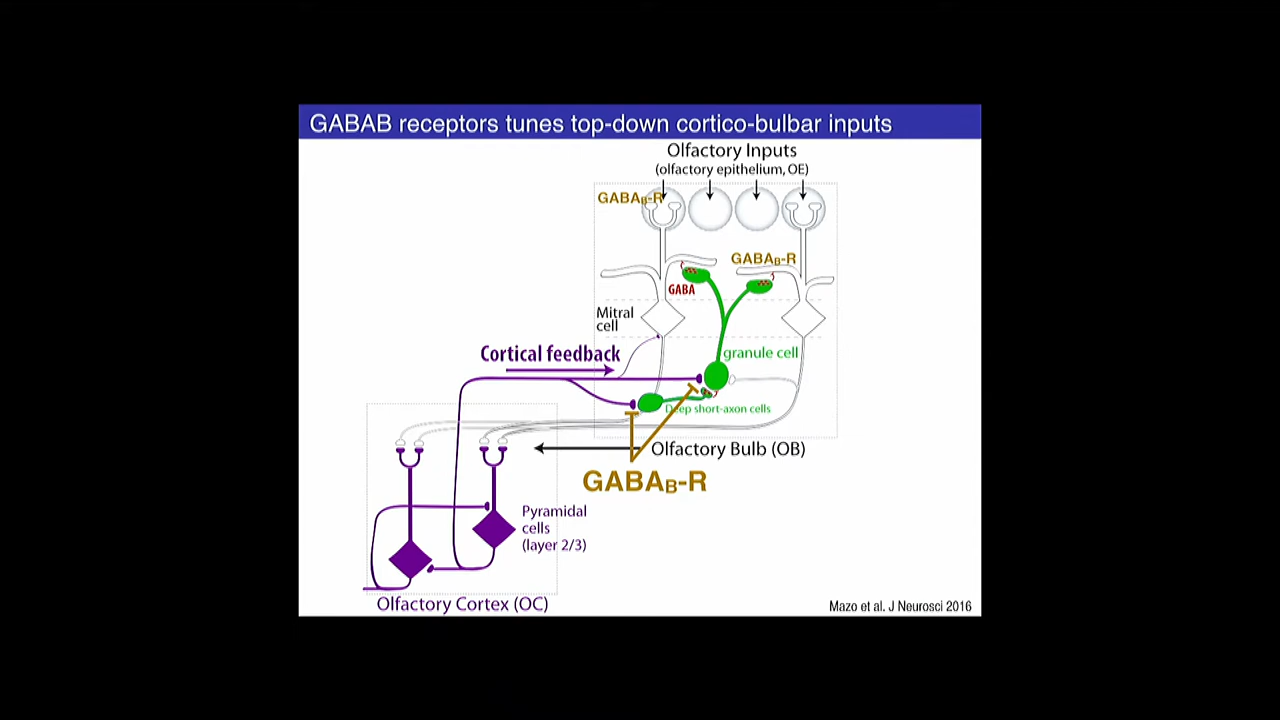 GABAB receptors tunes top-down cortico-bulbar inputs
Olfactory Inputs
(olfactory epithelium, OE)
GABAB-R
GABAB-R
GABA
Mitral
cell
granule cell
Cortical feedback
Deep short-axon cells
Olfactory Bulb (OB)
GABAB-R
Pyramidal
cells
(layer 2/3)
Olfactory Cortex (OC)
Mazo et al. J Neurosci 2016